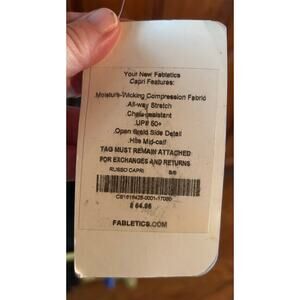 Your New Fabletics
Capri Features:
Moisture-Wicking Compression Fabric
.All-way Stretch
.Chafe-resistant
.UPF 50+
.Open Braid Side Detail
.Hits Mid-calf
TAG MUST REMAIN ATTACHED
FOR EXCHANGES AND RETURNS
RUSSO CAPRI
$ 64.95
FABLETICS.COM